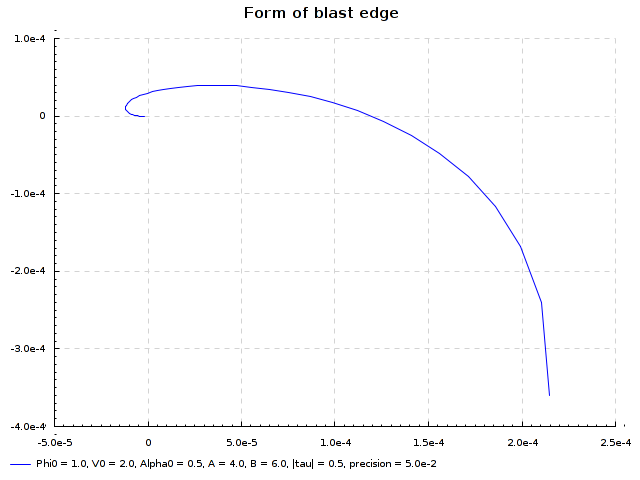 Form of blast edge
1.0e-4
0
-1.0e-4
-2.0e-4
-3.0e-4
-4.0e-4
-5.0e-5 0 5.0e-5 1.0e-4 1.5e-4 2.0e-4 2.5e-4
Phi0 = 1.0, V0 = 2.0, Alpha0 = 0.5, A = 4.0, B = 6.0, |tau| = 0.5, precision = 5.0e-2